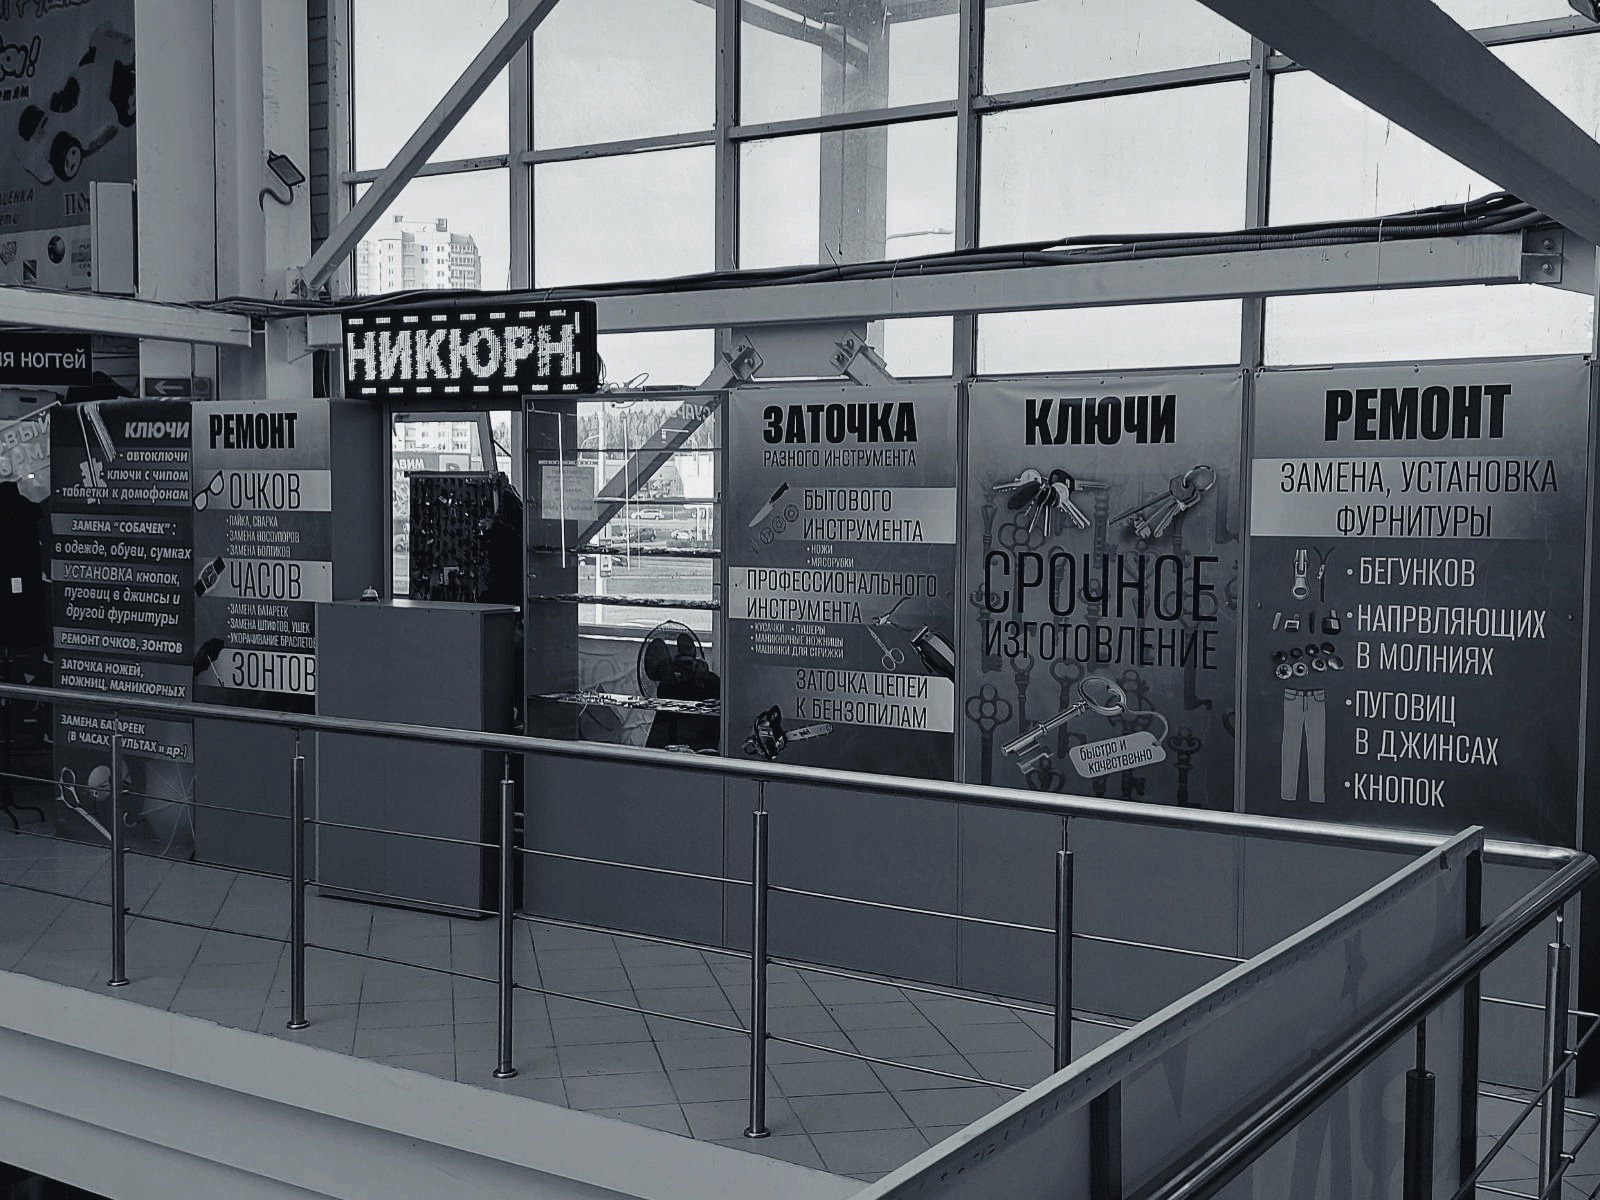 я ногтей
НИКЮРН
КЛЮЧИ
- автоключи
- ключи с чипом
- таблетки к домофонам
ЗАМЕНА "СОБАЧЕК" :
в одежде, обуви, сумках
УСТАНОВКА кнопок,
пуговиц в джинсы и
другой фурнитуры
РЕМОНТ ОЧКОВ, ЗОНТОВ
ЗАТОЧКА НОЖЕЙ,
НОЖНИЦ, МАНИКЮРНЫХ
ЗАМЕНА БАТАРЕЕК
(В ЧАСАХ, ПУЛЬТАХ и др.)
РЕМОНТ
ОЧКОВ
• ПАЙКА, СВАРКА
• ЗАМЕНА НОСОУПОРОВ
• ЗАМЕНА БОЛТИКОВ
ЧАСОВ
• ЗАМЕНА БАТАРЕЕК
• ЗАМЕНА ШТИФТОВ, УШЕК
• УКОРАЧИВАНИЕ БРАСЛЕТОВ
ЗОНТОВ
ЗАТОЧКА
РАЗНОГО ИНСТРУМЕНТА
БЫТОВОГО
ИНСТРУМЕНТА
• НОЖИ
• МЯСОРУБКИ
ПРОФЕССИОНАЛЬНОГО
ИНСТРУМЕНТА
• КУСАЧКИ • ПУШЕРЫ
• МАНИКЮРНЫЕ НОЖНИЦЫ
• МАШИНКИ ДЛЯ СТРИЖКИ
ЗАТОЧКА ЦЕПЕЙ
К БЕНЗОПИЛАМ
КЛЮЧИ
СРОЧНОЕ
ИЗГОТОВЛЕНИЕ
быстро и
качественно
РЕМОНТ
ЗАМЕНА, УСТАНОВКА
ФУРНИТУРЫ
• БЕГУНКОВ
• НАПРВЛЯЮЩИХ
В МОЛНИЯХ
• ПУГОВИЦ
В ДЖИНСАХ
• КНОПОК